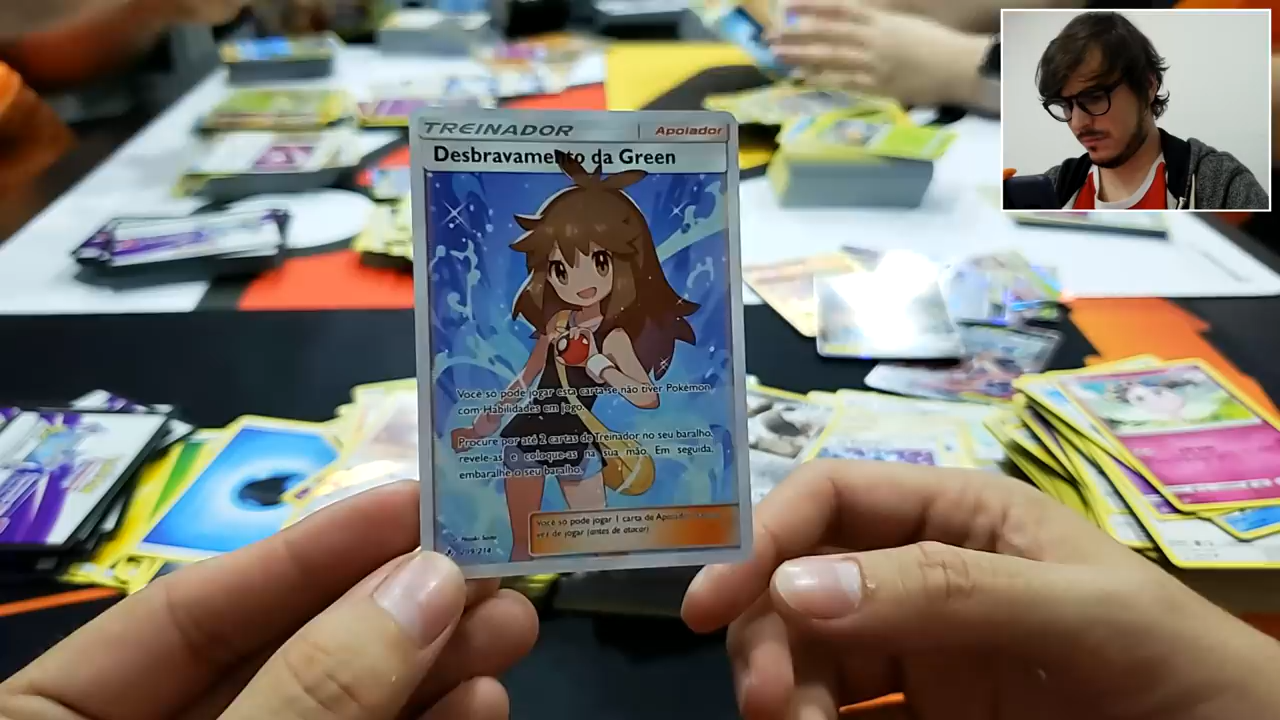 TREINADOR
Apoiador
Desbravamento da Green
Você só pode jogar esta carta se não tiver Pokémon
com Habilidades em jogo.
Procure por até 2 cartas de Treinador no seu baralho,
revele-as e coloque-as na sua mão. Em seguida,
embaralhe o seu baralho.
Você só pode jogar 1 carta de Apoiador
vez de jogar (antes de atacar)
Naoki Saito